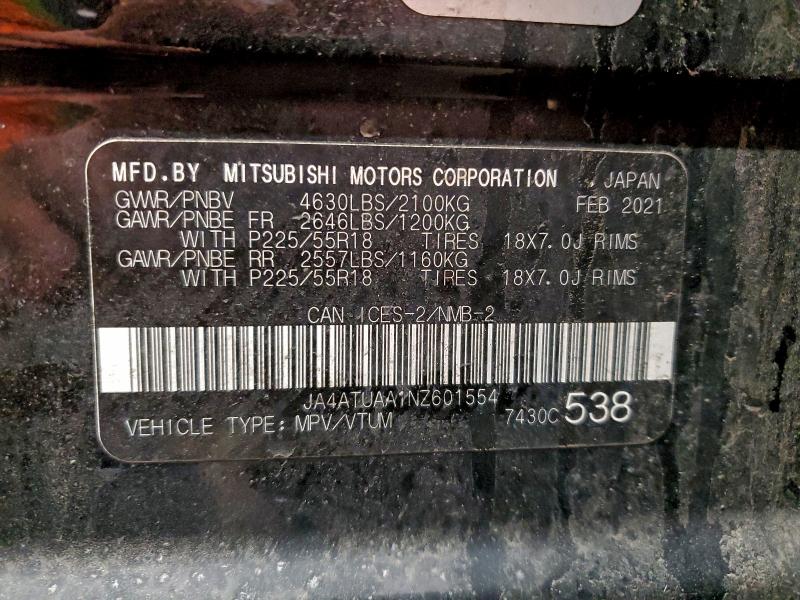 MFD.BY MITSUBISHI MOTORS CORPORATION JAPAN
GWWR/PNBV 4630LBS/2100KG FEB 2021
GAWR/PNBE FR 2646LBS/1200KG
WITH P225/55R18 TIRES 18X7.0J RIMS
GAWR/PNBE RR 2557LBS/1160KG
WITH P225/55R18 TIRES 18X7.0J RIMS
CAN ICES-2/NMB-2
JA4ATUAA1NZ601554
VEHICLE TYPE: MPV/VTUM 7430C 538